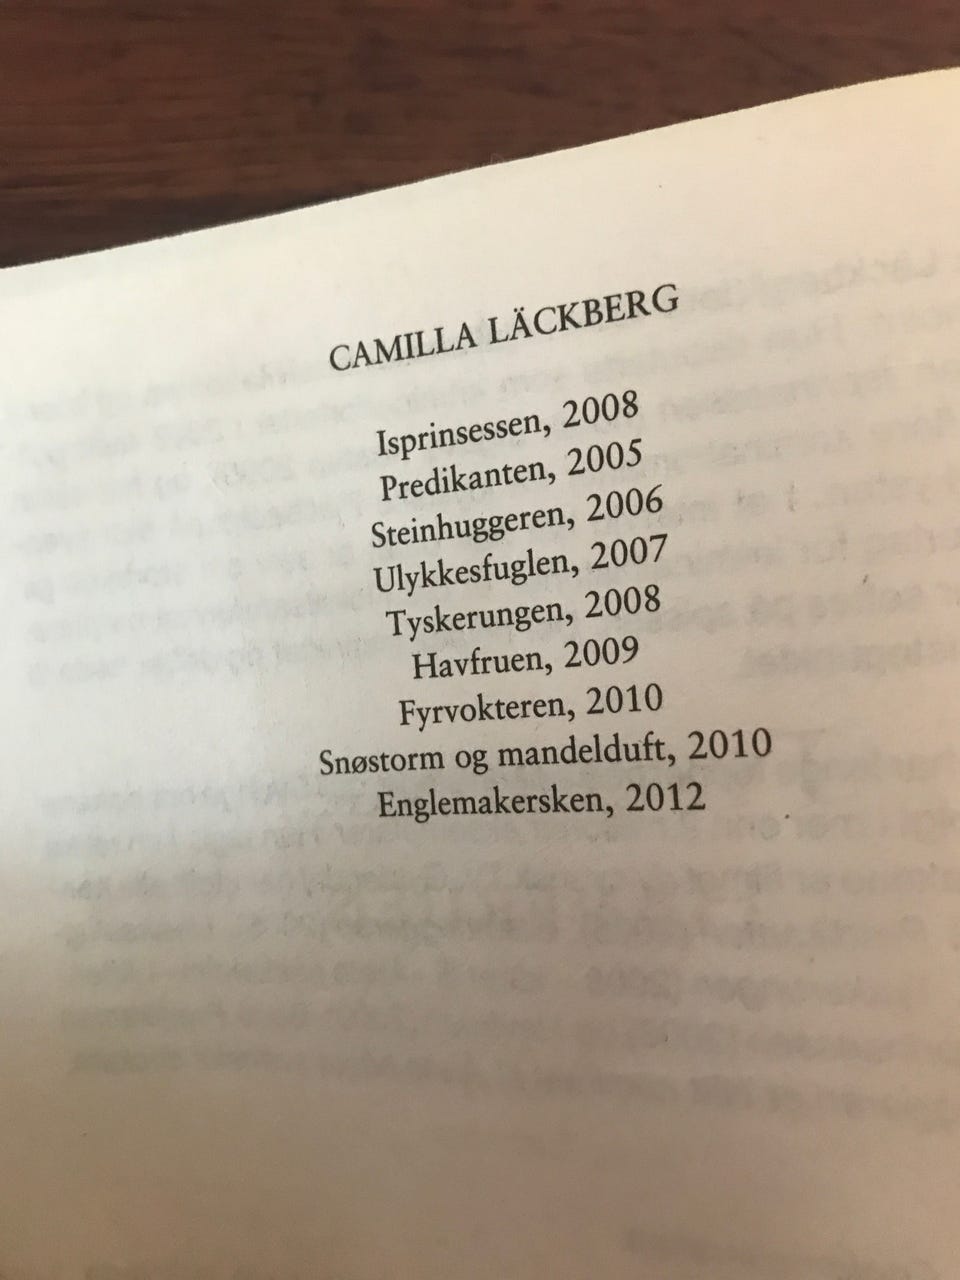 CAMILLA LÄCKBERG
Isprinsessen, 2008
Predikanten, 2005
Steinhuggeren, 2006
Ulykkesfuglen, 2007
Tyskerungen, 2008
Havfruen, 2009
Fyrvokteren, 2010
Snøstorm og mandelduft, 2010
Englemakersken, 2012